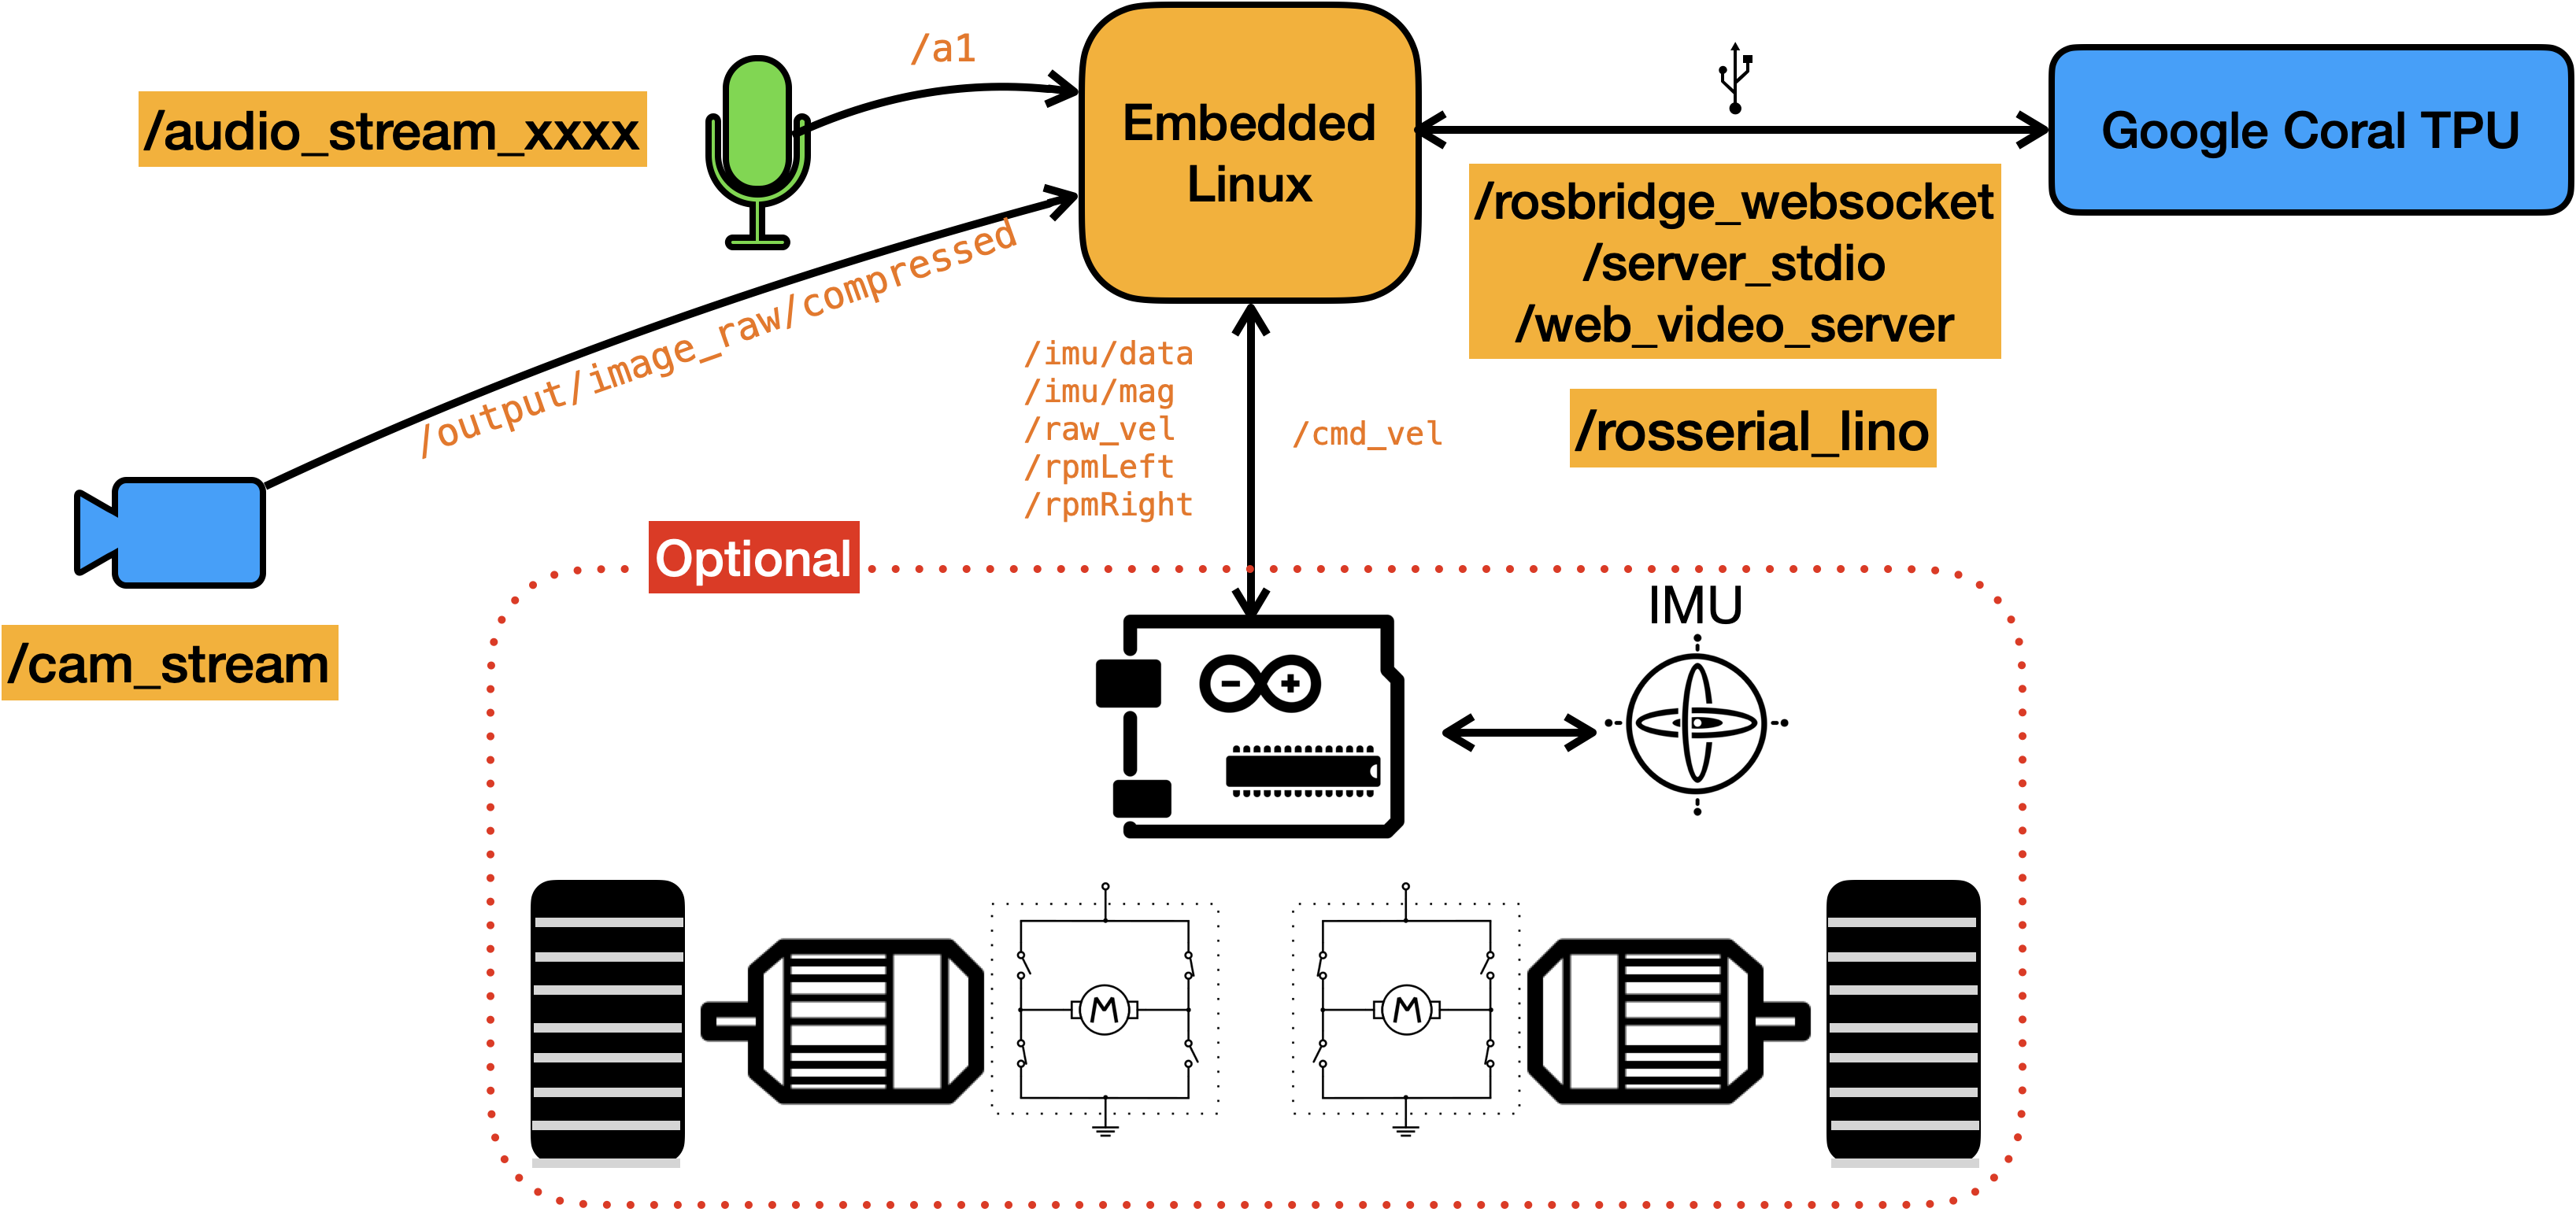 /a1
/audio_stream_xxxx
Embedded
Linux
Google Coral TPU
/rosbridge_websocket
/server_stdio
/web_video_server
/output/image_raw/compressed
/imu/data
/imu/mag
/raw_vel
/rpmLeft
/rpmRight
/cmd_vel
/rosserial_lino
Optional
/cam_stream
IMU
M
M